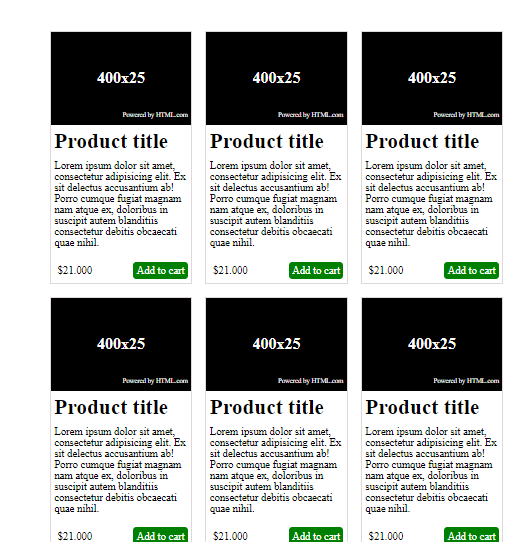 400x25 400x25 400x25
Powered by HTML.com Powered by HTML.com Powered by HTML.com
Product title Product title Product title
Lorem ipsum dolor sit amet, Lorem ipsum dolor sit amet, Lorem ipsum dolor sit amet,
consectetur adipisicing elit. Ex consectetur adipisicing elit. Ex consectetur adipisicing elit. Ex
sit delectus accusantium ab! sit delectus accusantium ab! sit delectus accusantium ab!
Porro cumque fugiat magnam Porro cumque fugiat magnam Porro cumque fugiat magnam
nam atque ex, doloribus in nam atque ex, doloribus in nam atque ex, doloribus in
suscipit autem blanditiis suscipit autem blanditiis suscipit autem blanditiis
consectetur debitis obcaecati consectetur debitis obcaecati consectetur debitis obcaecati
quae nihil. quae nihil. quae nihil.
$21.000 Add to cart $21.000 Add to cart $21.000 Add to cart
400x25 400x25 400x25
Powered by HTML.com Powered by HTML.com Powered by HTML.com
Product title Product title Product title
Lorem ipsum dolor sit amet, Lorem ipsum dolor sit amet, Lorem ipsum dolor sit amet,
consectetur adipisicing elit. Ex consectetur adipisicing elit. Ex consectetur adipisicing elit. Ex
sit delectus accusantium ab! sit delectus accusantium ab! sit delectus accusantium ab!
Porro cumque fugiat magnam Porro cumque fugiat magnam Porro cumque fugiat magnam
nam atque ex, doloribus in nam atque ex, doloribus in nam atque ex, doloribus in
suscipit autem blanditiis suscipit autem blanditiis suscipit autem blanditiis
consectetur debitis obcaecati consectetur debitis obcaecati consectetur debitis obcaecati
quae nihil. quae nihil. quae nihil.
$21.000 Add to cart $21.000 Add to cart $21.000 Add to cart